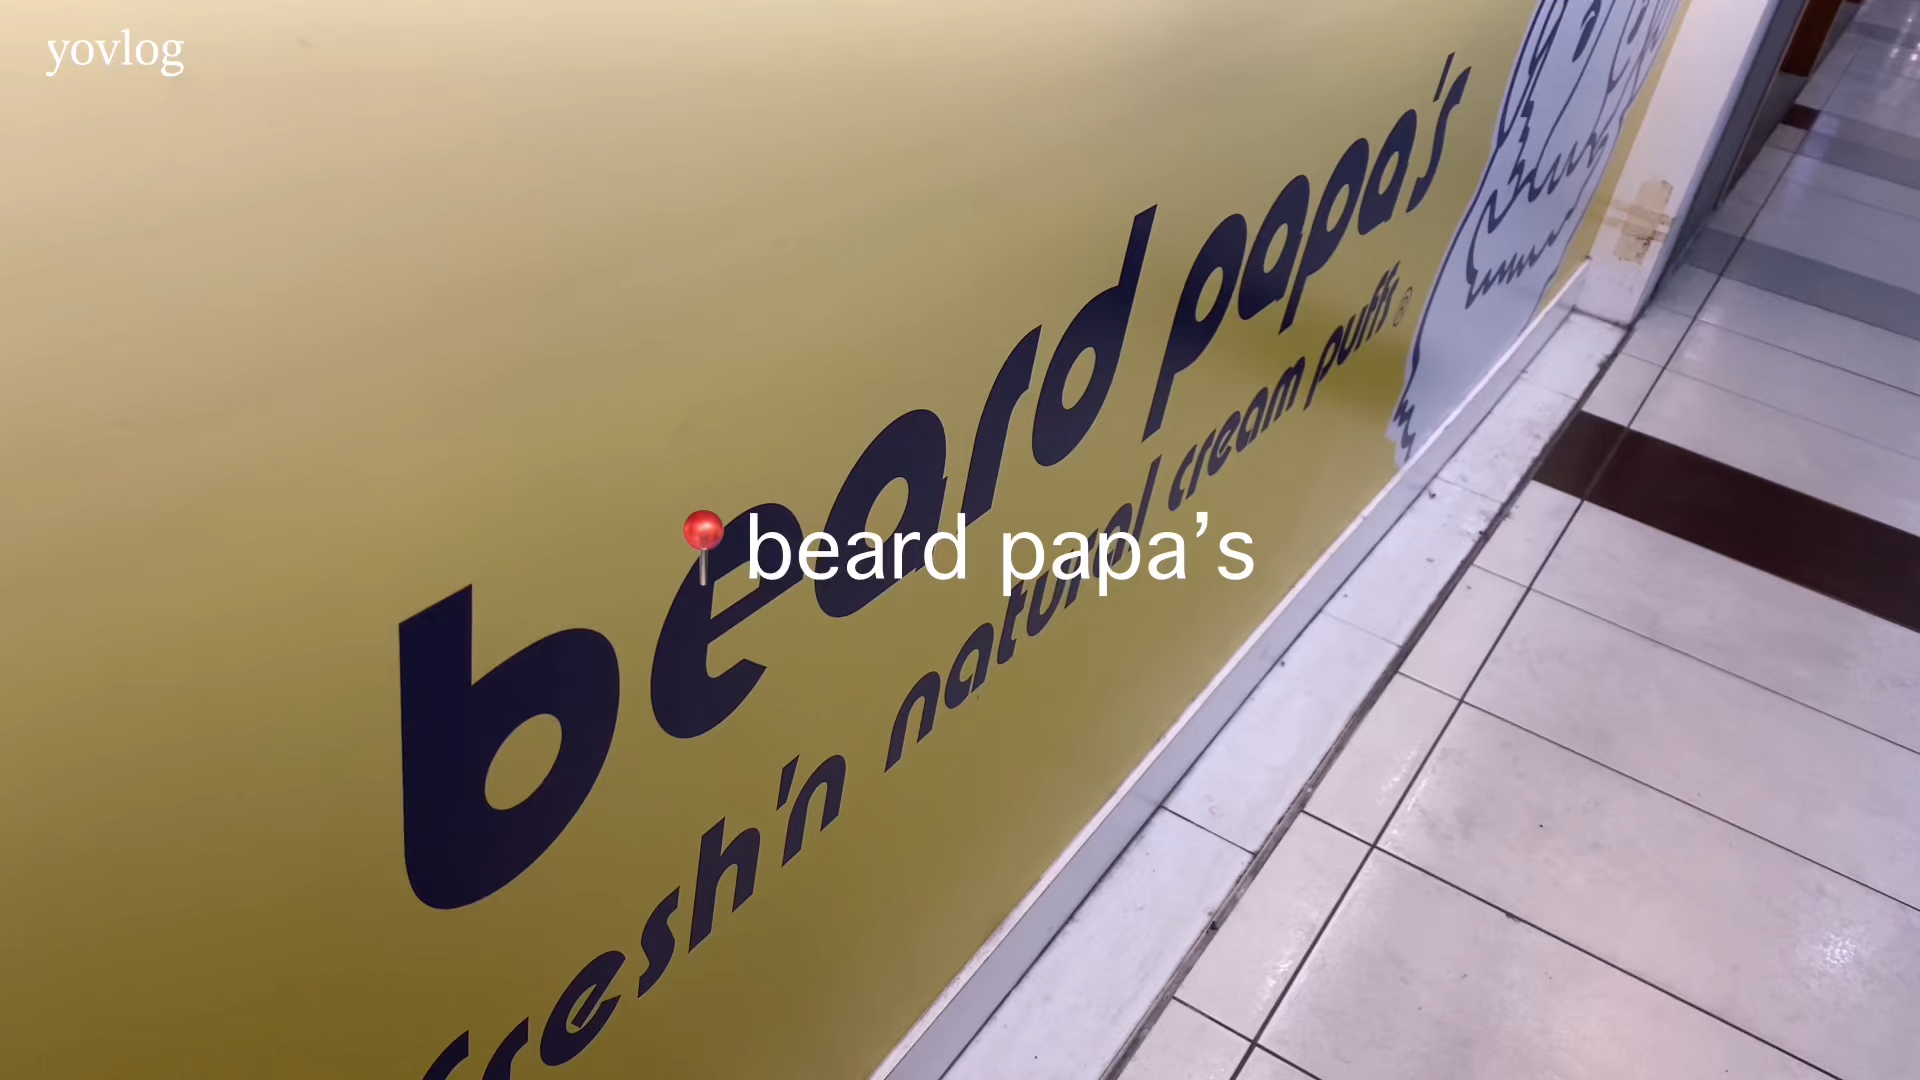 yovlog
beard papa's
fresh'n natural cream puffs®
📍beard papa’s